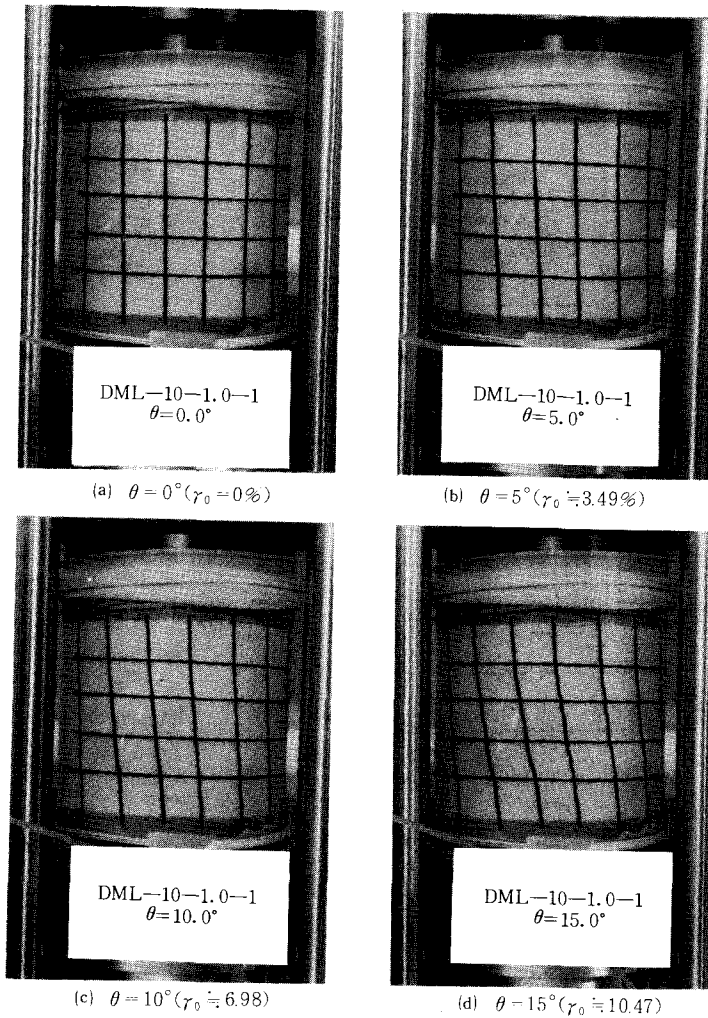 DML—10—1.0—1
θ=0.0°
(a) θ=0°(γ₀=0%)
DML—10—1.0—1
θ=5.0°
(b) θ=5°(γ₀≒3.49%)
DML—10—1.0—1
θ=10.0°
(c) θ=10°(γ₀≒6.98)
DML—10—1.0—1
θ=15.0°
(d) θ=15°(γ₀≒10.47)